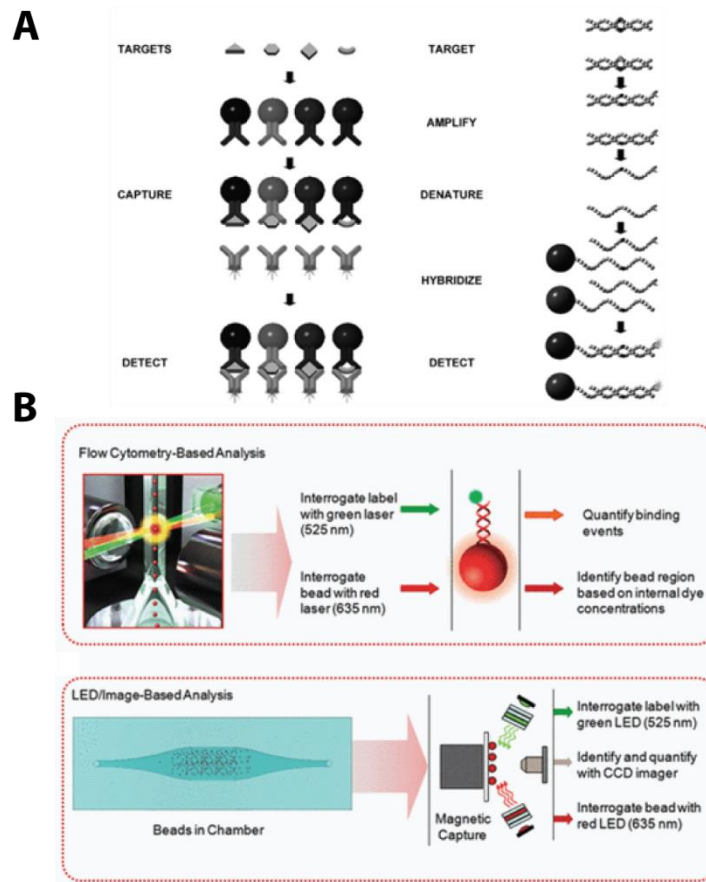 A
TARGETS
CAPTURE
DETECT
TARGET
AMPLIFY
DENATURE
HYBRIDIZE
DETECT
B
Flow Cytometry-Based Analysis
Interrogate label
with green laser
(525 nm)
Interrogate
bead with red
laser (635 nm)
Quantify binding
events
Identify bead region
based on internal dye
concentrations
LED/Image-Based Analysis
Beads in Chamber
Magnetic
Capture
Interrogate label with
green LED (525 nm)
Identify and quantify
with CCD imager
Interrogate bead with
red LED (635 nm)